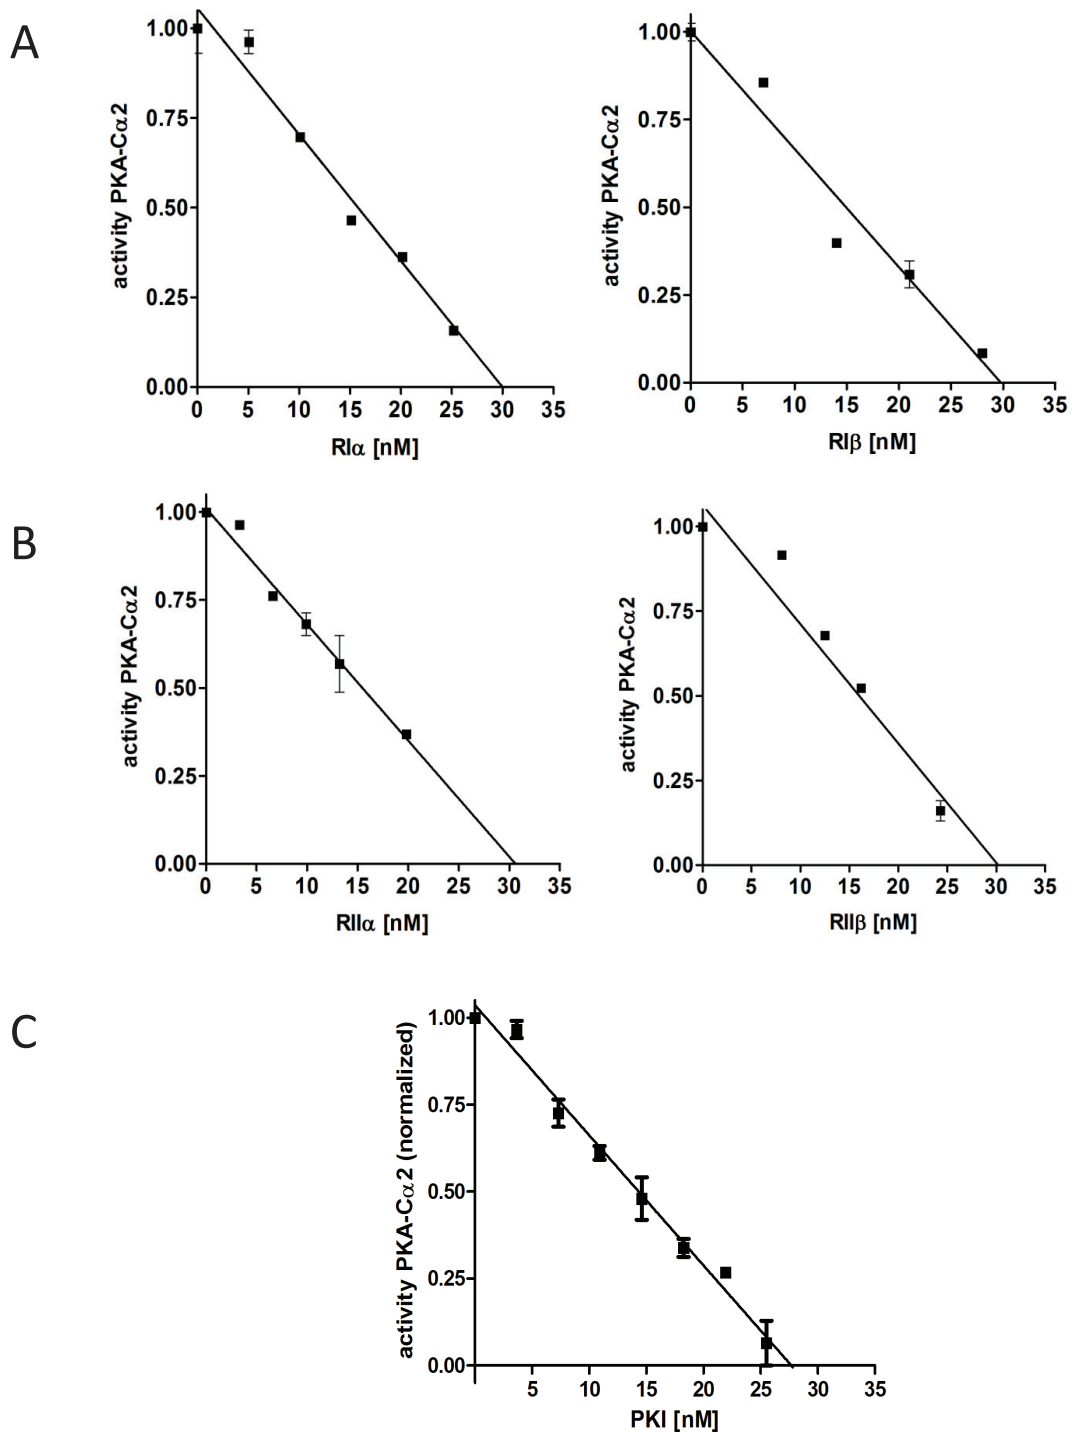 A
activity PKA-Cα2
1.00
0.75
0.50
0.25
0.00
0 5 10 15 20 25 30 35
RIα [nM]
activity PKA-Cα2
1.00
0.75
0.50
0.25
0.00
0 5 10 15 20 25 30 35
RIβ [nM]
B
activity PKA-Cα2
1.00
0.75
0.50
0.25
0.00
0 5 10 15 20 25 30 35
RIIα [nM]
activity PKA-Cα2
1.00
0.75
0.50
0.25
0.00
0 5 10 15 20 25 30 35
RIIβ [nM]
C
activity PKA-Cα2 (normalized)
1.00
0.75
0.50
0.25
0.00
5 10 15 20 25 30 35
PKI [nM]